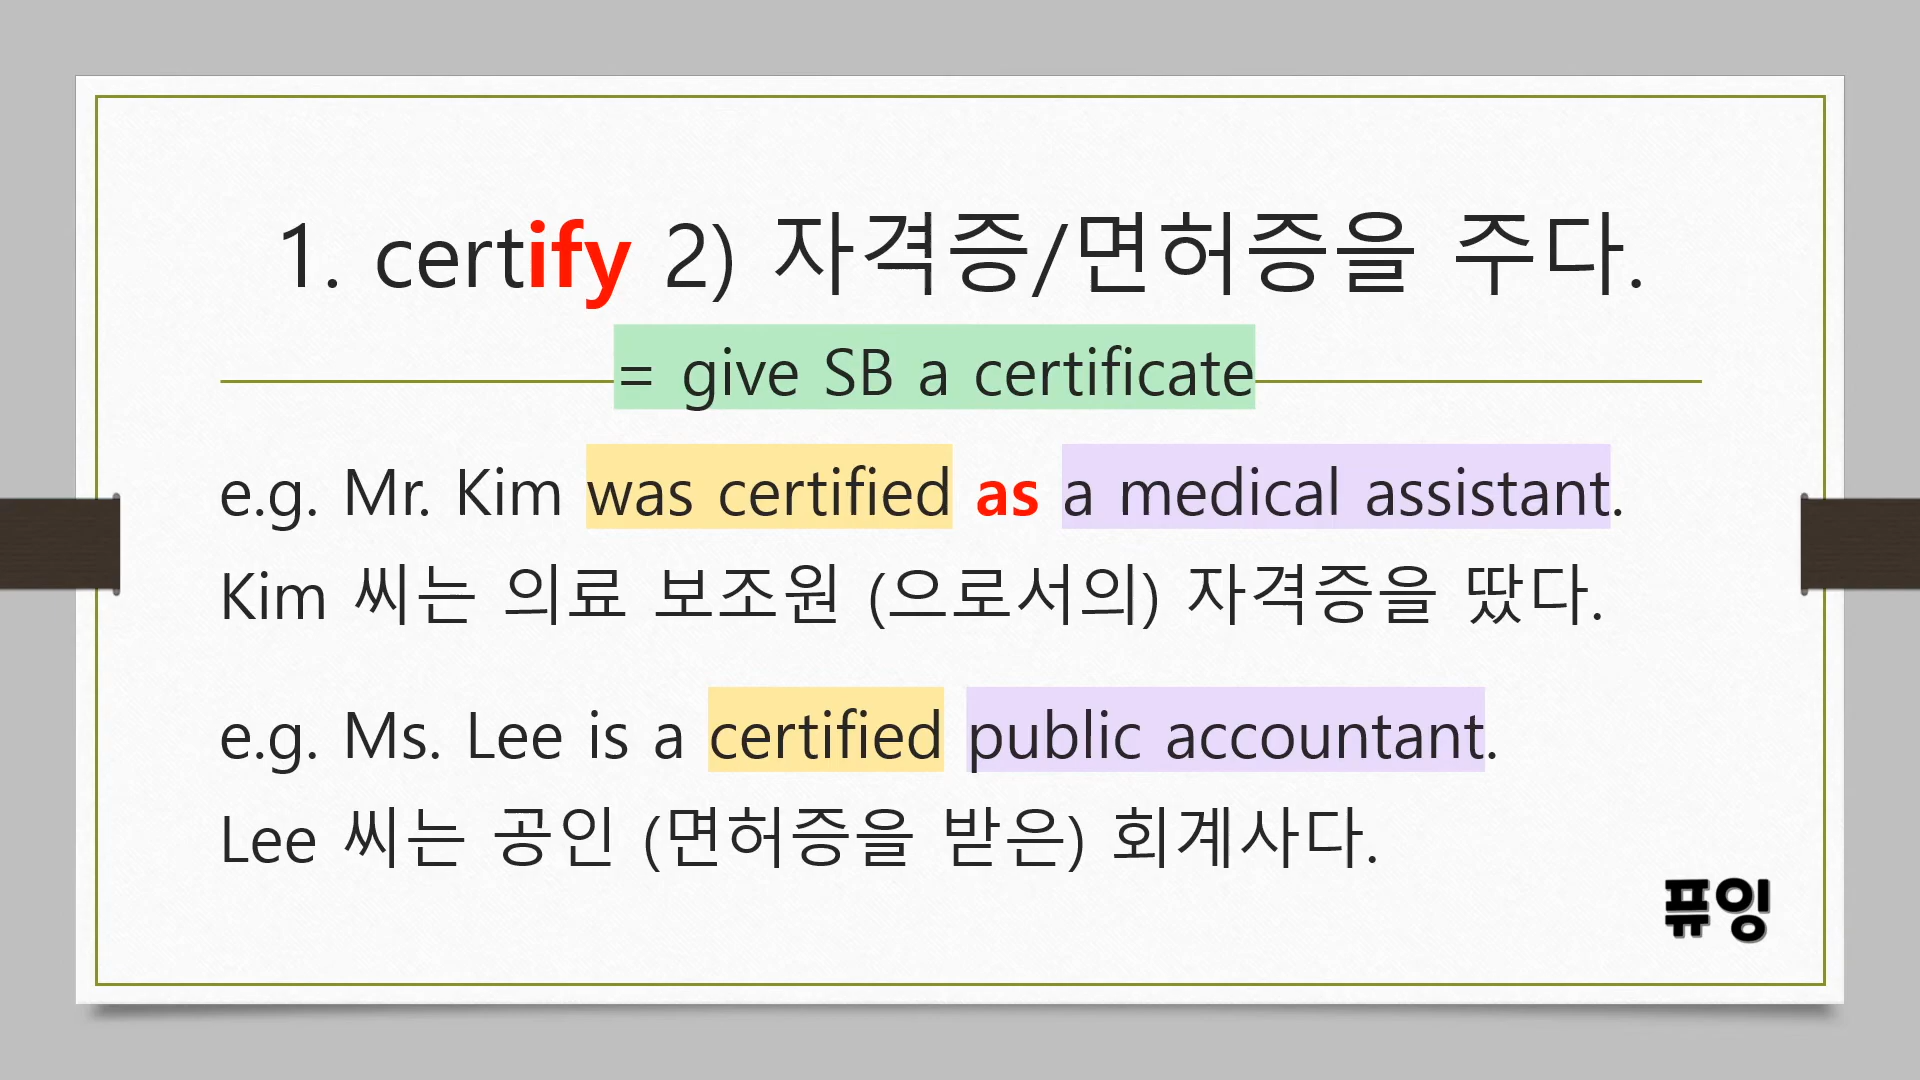 1. certify 2) 자격증/면허증을 주다.
= give SB a certificate
e.g. Mr. Kim was certified as a medical assistant.
Kim 씨는 의료 보조원 (으로서의) 자격증을 땄다.
e.g. Ms. Lee is a certified public accountant.
Lee 씨는 공인 (면허증을 받은) 회계사다.
퓨잉